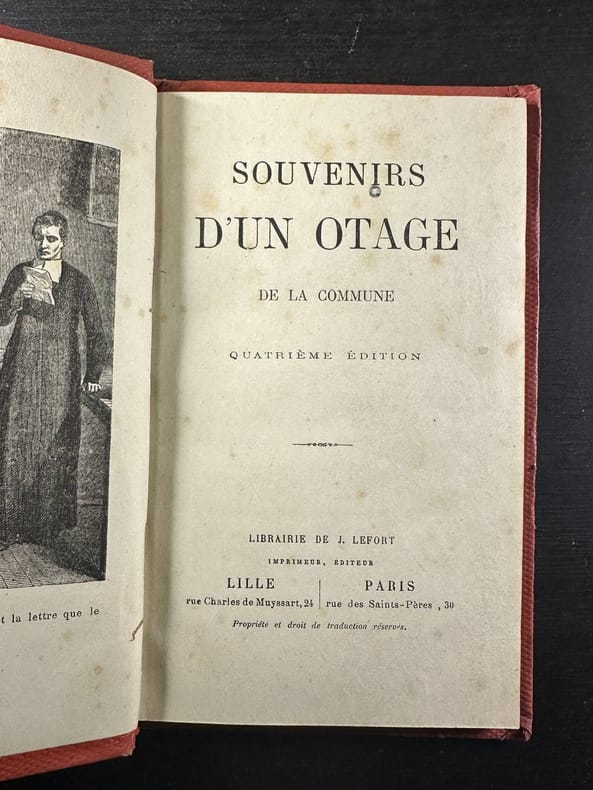 t la lettre que le
SOUVENIRS
D'UN OTAGE
DE LA COMMUNE
QUATRIÈME ÉDITION
LIBRAIRIE DE J. LEFORT
IMPRIMEUR, ÉDITEUR
LILLE
rue Charles de Muyssart, 24
PARIS
rue des Saints-Pères, 30
Propriété et droit de traduction réservés.